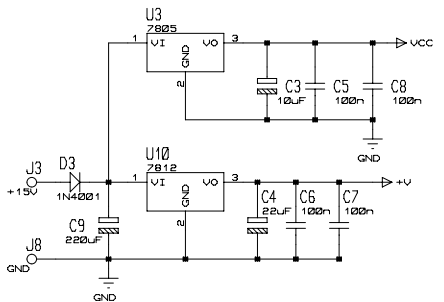 U3
7805
1 VI VO 3
GND
2
VCC
C3
10uF
C5
100n
C8
100n
GND
J3
+15V
D3
1N4001
U10
7812
1 VI VO 3
GND
2
+V
C9
220uF
C4
22uF
C6
100n
C7
100n
J8
GND
GND